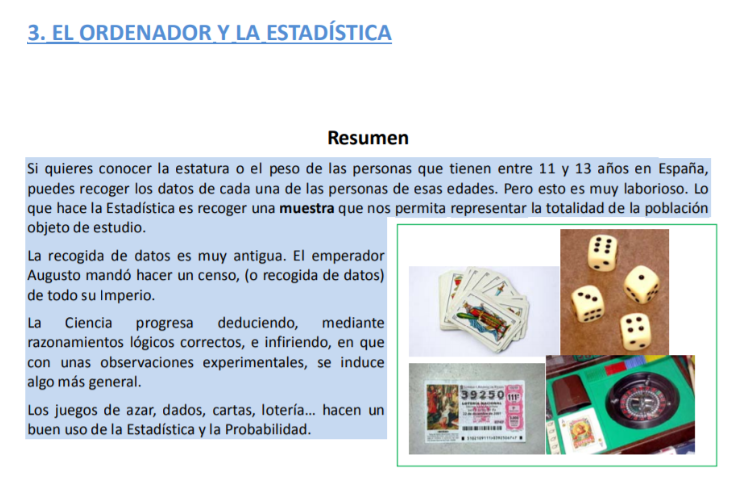 3. EL ORDENADOR Y LA ESTADÍSTICA
Resumen
Si quieres conocer la estatura o el peso de las personas que tienen entre 11 y 13 años en España,
puedes recoger los datos de cada una de las personas de esas edades. Pero esto es muy laborioso. Lo
que hace la Estadística es recoger una muestra que nos permita representar la totalidad de la población
objeto de estudio.
La recogida de datos es muy antigua. El emperador
Augusto mandó hacer un censo, (o recogida de datos)
de todo su Imperio.
La Ciencia progresa deduciendo, mediante
razonamientos lógicos correctos, e infiriendo, en que
con unas observaciones experimentales, se induce
algo más general.
Los juegos de azar, dados, cartas, lotería... hacen un
buen uso de la Estadística y la Probabilidad.
39250